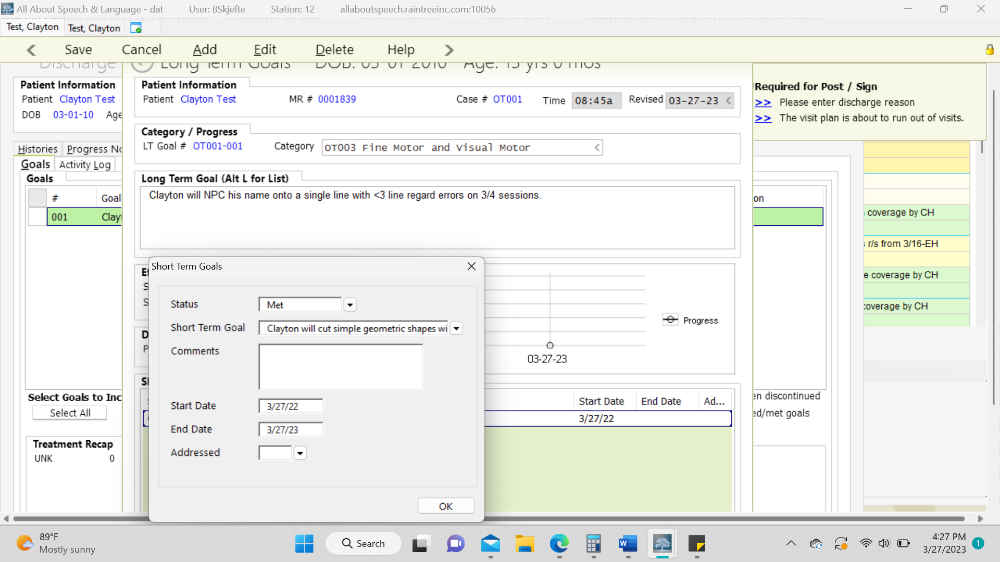 All About Speech & Language - dat User: BSkjefte Station: 12 allaboutspeech.raintreeinc.com:10056
Test, Clayton Test, Clayton
Save Cancel Add Edit Delete Help
Discharge Long Term Goals DOB: 03-01-2010 Age: 13 yrs 0 mos
Patient Information
Patient Clayton Test
DOB 03-01-10 Age
Histories Progress No
Goals Activity Log
Goals
# Goal
001 Clayt
Select Goals to Inc
Select All
Treatment Recap
UNK 0
Patient Information
Patient Clayton Test MR # 0001839 Case # OT001 Time 08:45a Revised 03-27-23 <
Category / Progress
LT Goal # OT001-001 Category OT003 Fine Motor and Visual Motor <
Long Term Goal (Alt L for List)
Clayton will NPC his name onto a single line with <3 line regard errors on 3/4 sessions.
Short Term Goals
Status Met
Short Term Goal Clayton will cut simple geometric shapes wi
Comments
Start Date 3/27/22
End Date 3/27/23
Addressed
OK
Progress
03-27-23
Start Date End Date Ad...
3/27/22
Required for Post / Sign
>> Please enter discharge reason
>> The visit plan is about to run out of visits.
on
coverage by CH
r/s from 3/16-EH
e coverage by CH
coverage by CH
en discontinued
ed/met goals
89°F
Mostly sunny
Search
4:27 PM
3/27/2023
1